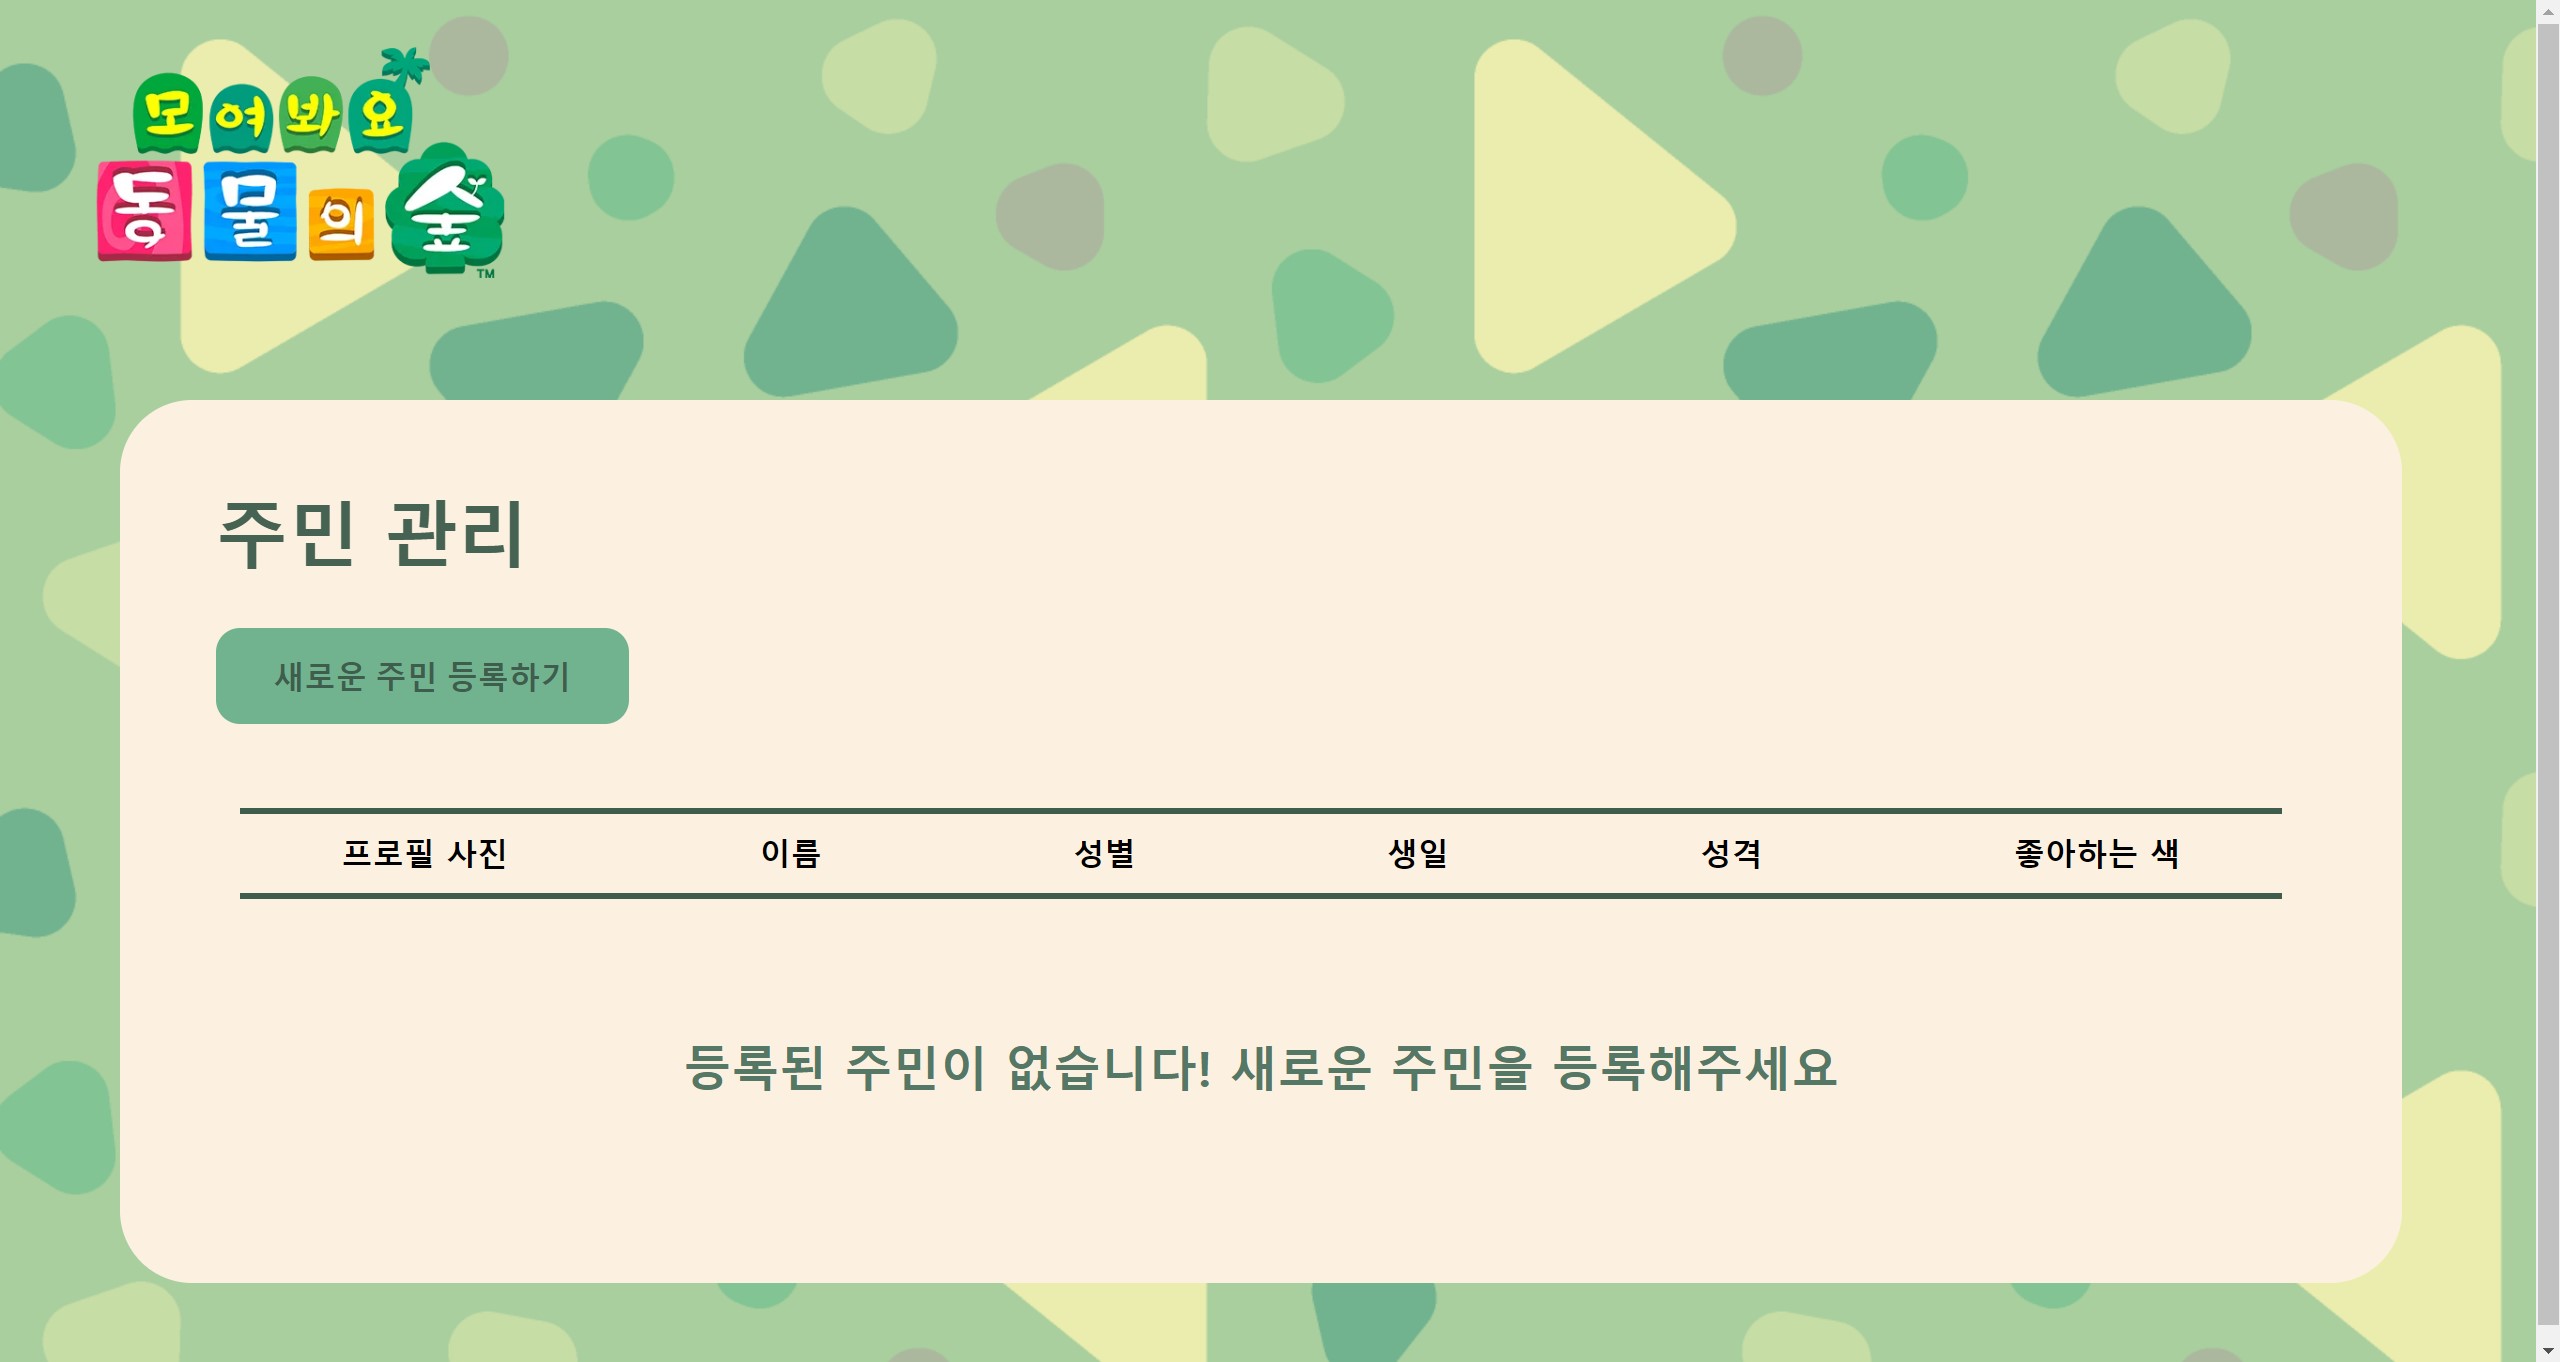 모여봐요
동물의숲
TM
주민 관리
새로운 주민 등록하기
프로필 사진 이름 성별 생일 성격 좋아하는 색
등록된 주민이 없습니다! 새로운 주민을 등록해주세요